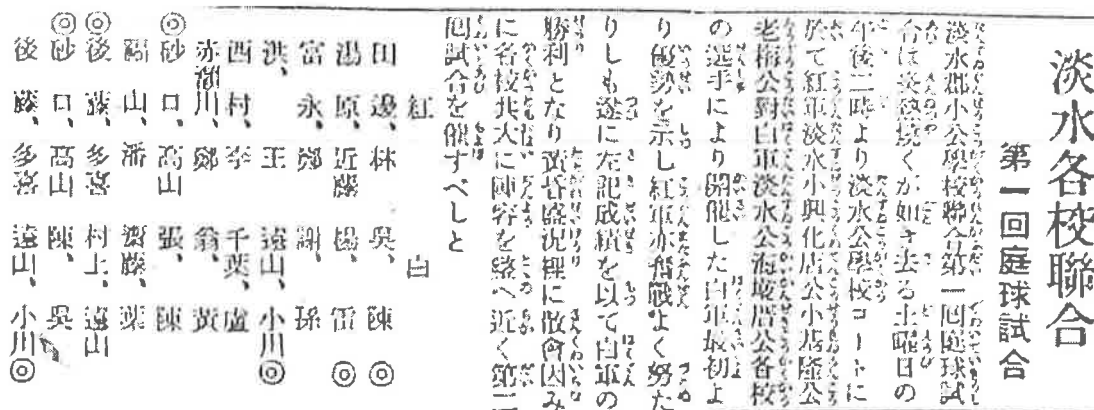 淡水各校聯合
第一回庭球試合
淡水郡小公學校聯合第一回庭球試
合は炎熱燒くが如き去る土曜日の
午後二時より淡水公學校コートに
於て紅軍淡水小興化店公小基隆公
老梅公對白軍淡水公海墘厝公各校
の選手により開催した白軍最初よ
り優勢を示し紅軍亦奮戰よく努た
りしも遂に左記成績を以て白軍の
勝利となり黃昏盛況裡に散會因み
に各校共大に陣容を整へ近く第二
回試合を催すべしと
紅 白
田邊、林 吳、陳◎
湯原、近藤 楊、雷◎
富永、鄭 謝、孫
洪、王 遠山、小川◎
西村、李 千葉、盧
赤瀨川、鄭 翁、黃
◎砂口、高山 張、陳
陽山、潘 齋藤、葉
◎後藤、多喜 村上、遠山
◎砂口、高山 陳、吳
後藤、多喜 遠山、小川◎